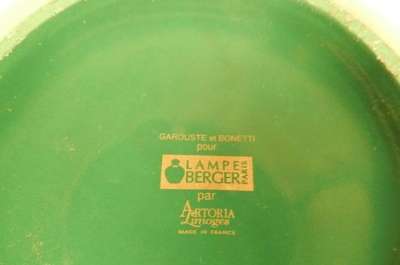 GAROUSTE et BONETTI
pour
LAMPE
BERGER
PARIS
par
ARTORIA
Limoges
MADE IN FRANCE